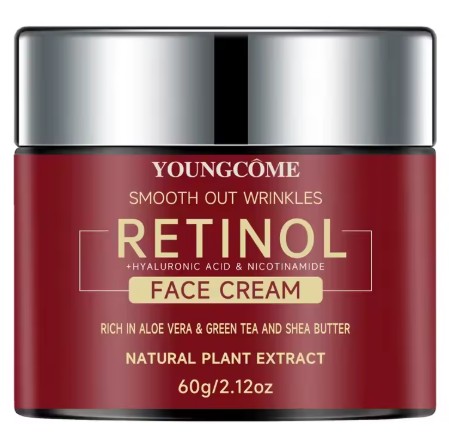 YOUNGCÔME
SMOOTH OUT WRINKLES
RETINOL
+HYALURONIC ACID & NICOTINAMIDE
FACE CREAM
RICH IN ALOE VERA & GREEN TEA AND SHEA BUTTER
NATURAL PLANT EXTRACT
60g/2.12oz